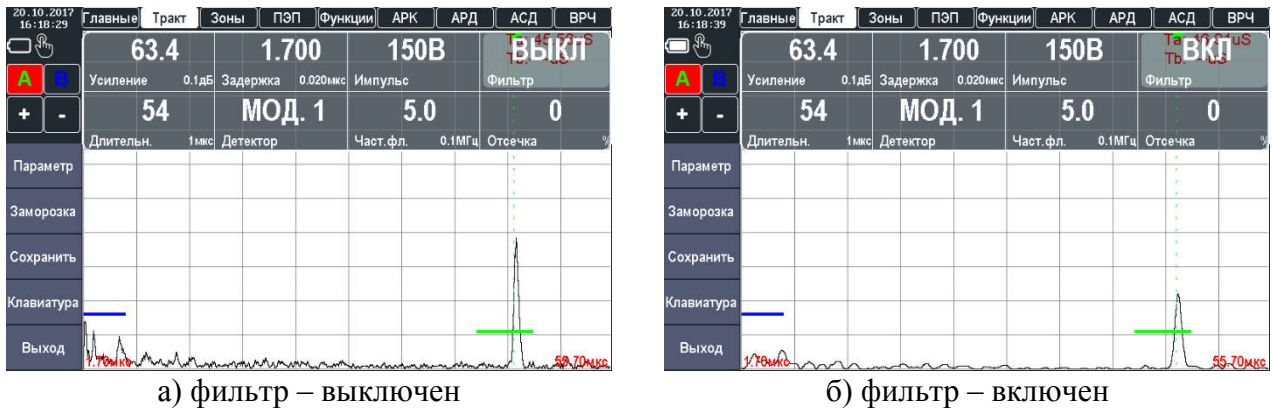 20.10.2017
16:18:29
Главные Тракт Зоны ПЭП Функции АРК АРД АСД ВРЧ
63.4 1.700 150В ВЫКЛ
Усиление 0.1дБ Задержка 0.020мкс Импульс Фильтр
A B
54 МОД. 1 5.0 0
+ -
Длительн. 1мкс Детектор Част.фл. 0.1МГц Отсечка %
Параметр
Заморозка
Сохранить
Клавиатура
Выход
1.70мкс 55.70мкс
а) фильтр – выключен
20.10.2017
16:18:39
Главные Тракт Зоны ПЭП Функции АРК АРД АСД ВРЧ
63.4 1.700 150В ВКЛ
Усиление 0.1дБ Задержка 0.020мкс Импульс Фильтр
A B
54 МОД. 1 5.0 0
+ -
Длительн. 1мкс Детектор Част.фл. 0.1МГц Отсечка %
Параметр
Заморозка
Сохранить
Клавиатура
Выход
1.70мкс 55.70мкс
б) фильтр – включен